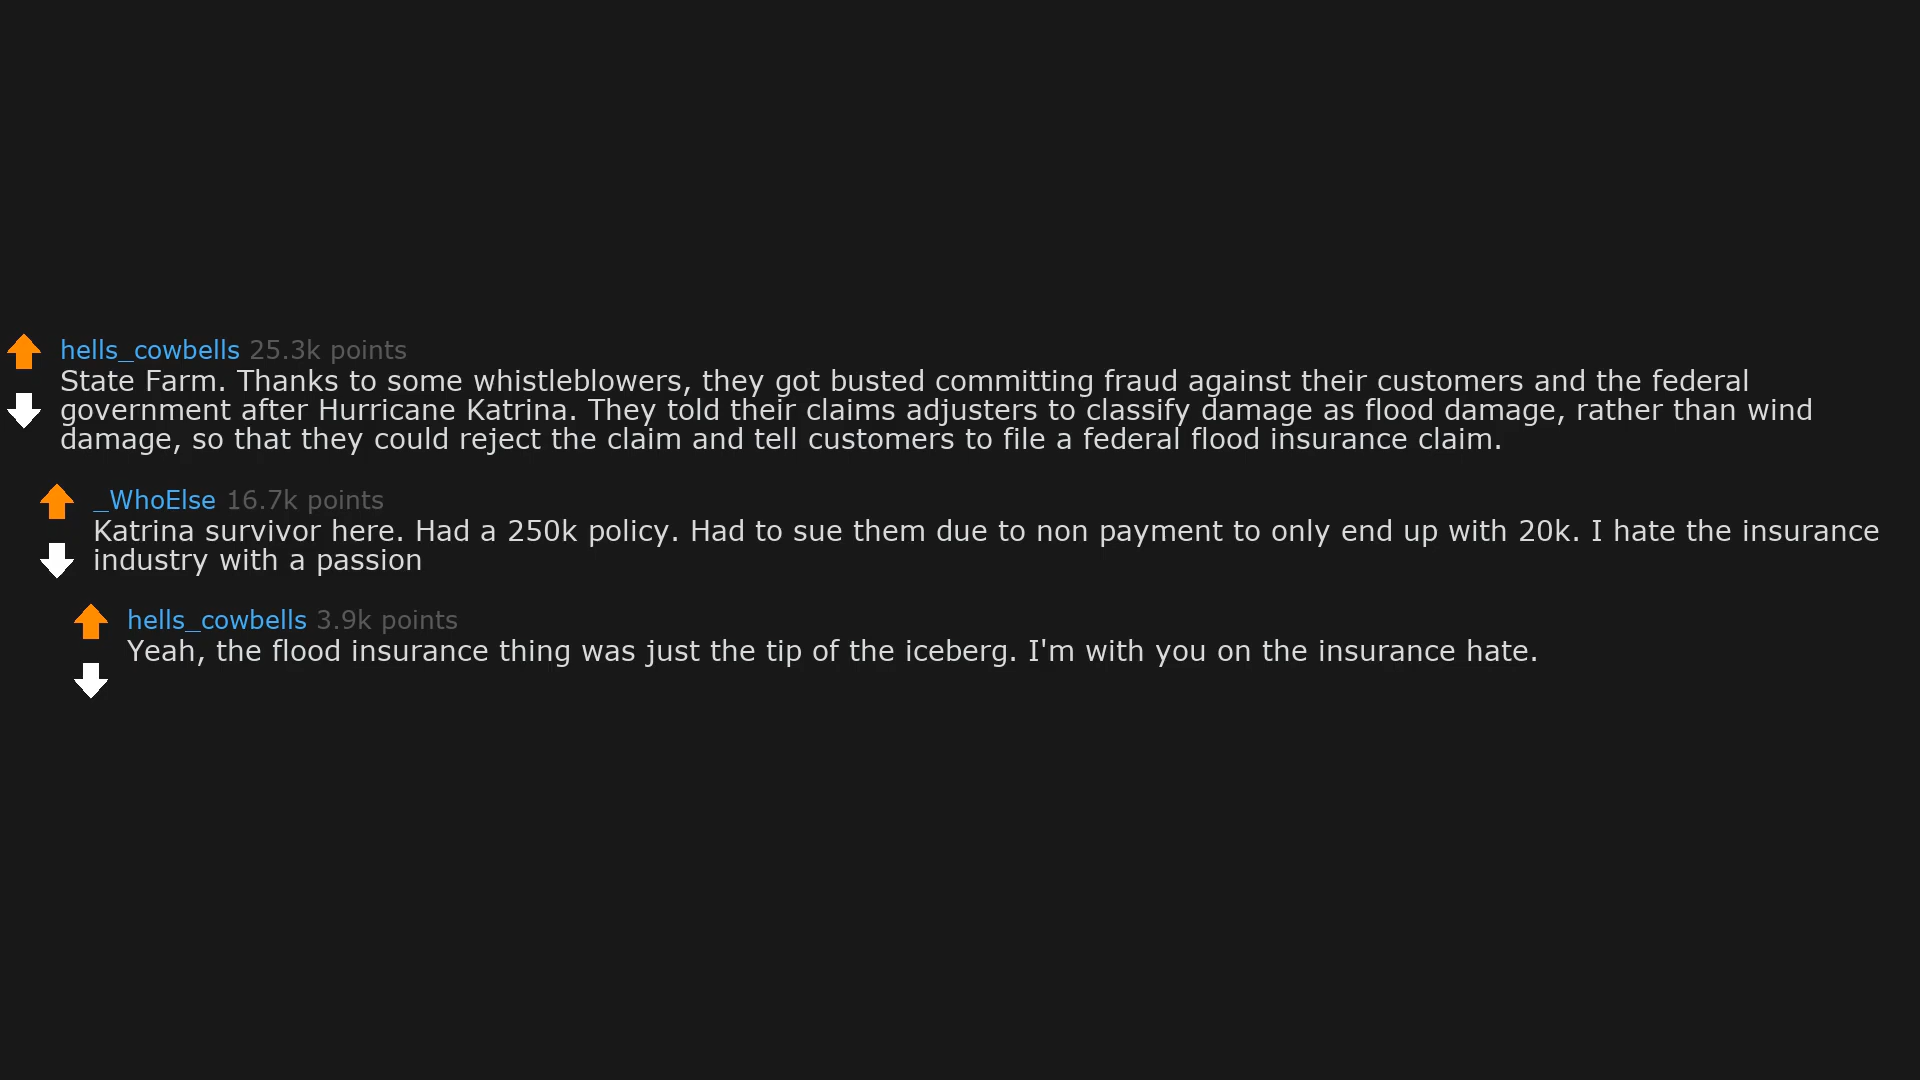 hells_cowbells 25.3k points
State Farm. Thanks to some whistleblowers, they got busted committing fraud against their customers and the federal
government after Hurricane Katrina. They told their claims adjusters to classify damage as flood damage, rather than wind
damage, so that they could reject the claim and tell customers to file a federal flood insurance claim.
_WhoElse 16.7k points
Katrina survivor here. Had a 250k policy. Had to sue them due to non payment to only end up with 20k. I hate the insurance
industry with a passion
hells_cowbells 3.9k points
Yeah, the flood insurance thing was just the tip of the iceberg. I'm with you on the insurance hate.